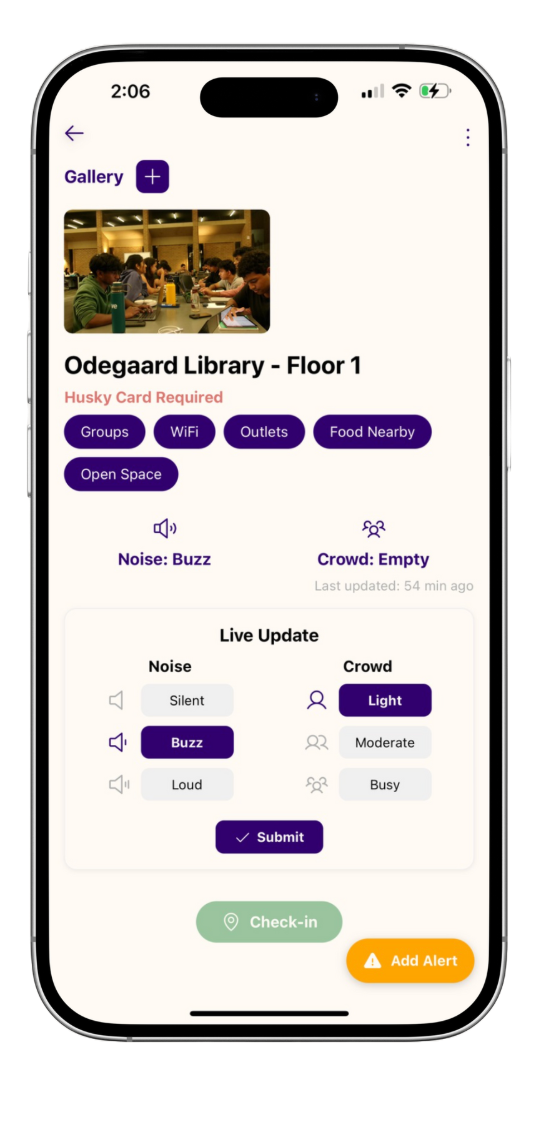 2:06
Gallery
Odegaard Library - Floor 1
Husky Card Required
Groups WiFi Outlets Food Nearby
Open Space
Noise: Buzz Crowd: Empty
Last updated: 54 min ago
Live Update
Noise Crowd
Silent Light
Buzz Moderate
Loud Busy
Submit
Check-in
Add Alert